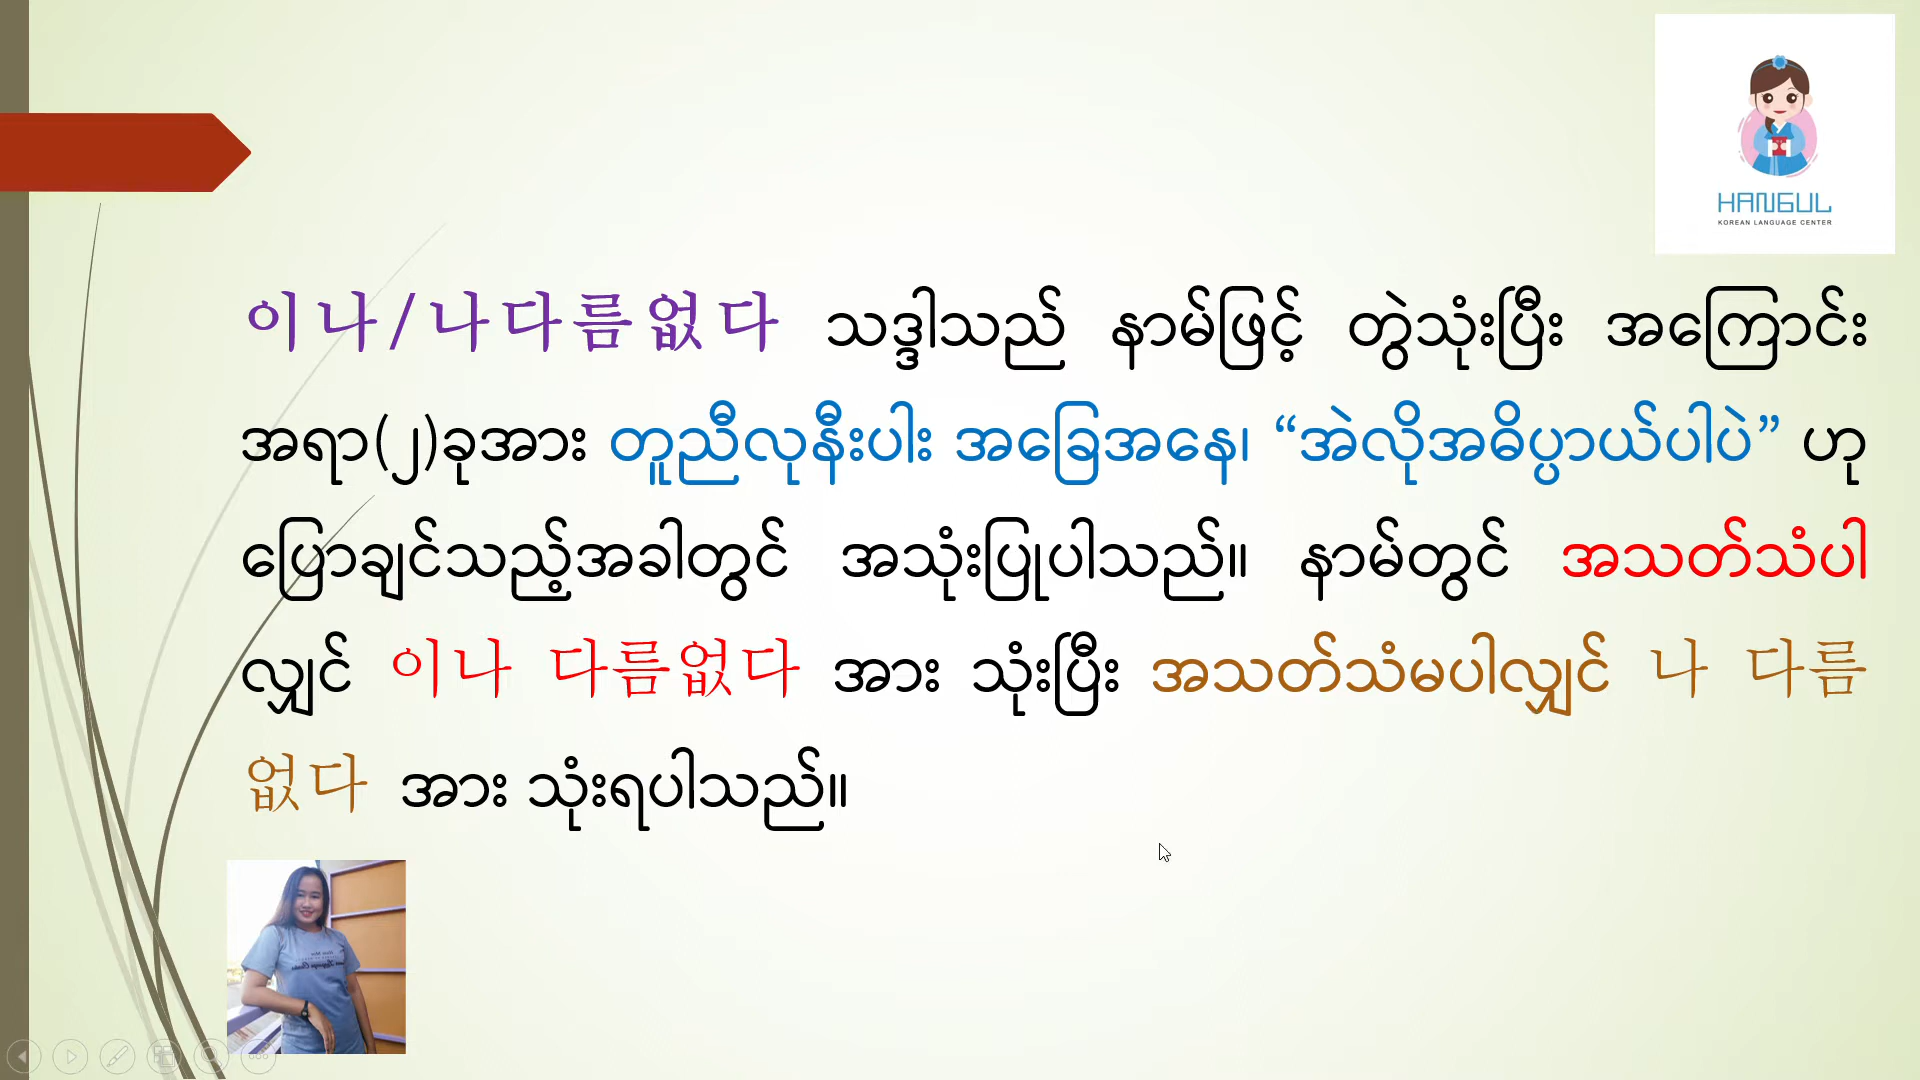 HANGUL
KOREAN LANGUAGE CENTER
이나/나다름없다 သဒ္ဒါသည် နာမ်ဖြင့် တွဲသုံးပြီး အကြောင်း
အရာ(၂)ခုအား တူညီလုနီးပါး အခြေအနေ၊ “အဲလိုအဓိပ္ပာယ်ပါပဲ” ဟု
ပြောချင်သည့်အခါတွင် အသုံးပြုပါသည်။ နာမ်တွင် အသတ်သံပါ
လျှင် 이나 다름없다 အား သုံးပြီး အသတ်သံမပါလျှင် 나 다름
없다 အား သုံးရပါသည်။